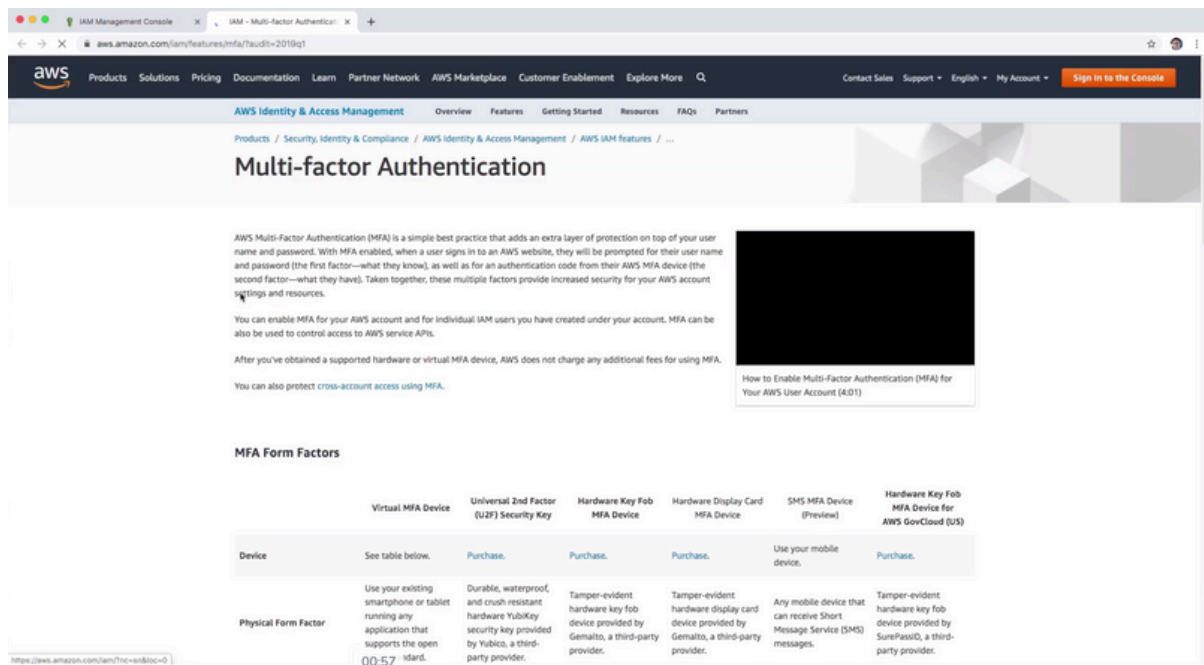 IAM Management Console
IAM - Multi-factor Authenticat
aws.amazon.com/iam/features/mfa/?audit=2019q1
aws
Products Solutions Pricing Documentation Learn Partner Network AWS Marketplace Customer Enablement Explore More
Contact Sales Support English My Account Sign In to the Console
AWS Identity & Access Management Overview Features Getting Started Resources FAQs Partners
Products / Security, Identity & Compliance / AWS Identity & Access Management / AWS IAM features / ...
Multi-factor Authentication
AWS Multi-Factor Authentication (MFA) is a simple best practice that adds an extra layer of protection on top of your user
name and password. With MFA enabled, when a user signs in to an AWS website, they will be prompted for their user name
and password (the first factor—what they know), as well as for an authentication code from their AWS MFA device (the
second factor—what they have). Taken together, these multiple factors provide increased security for your AWS account
settings and resources.
You can enable MFA for your AWS account and for individual IAM users you have created under your account. MFA can be
also be used to control access to AWS service APIs.
After you've obtained a supported hardware or virtual MFA device, AWS does not charge any additional fees for using MFA.
You can also protect cross-account access using MFA.
How to Enable Multi-Factor Authentication (MFA) for
Your AWS User Account (4:01)
MFA Form Factors
Virtual MFA Device
Universal 2nd Factor
(U2F) Security Key
Hardware Key Fob
MFA Device
Hardware Display Card
MFA Device
SMS MFA Device
(Preview)
Hardware Key Fob
MFA Device for
AWS GovCloud (US)
Device
See table below.
Purchase.
Purchase.
Purchase.
Use your mobile
device.
Purchase.
Physical Form Factor
Use your existing
smartphone or tablet
running any
application that
supports the open
Durable, waterproof,
and crush resistant
hardware YubiKey
security key provided
by Yubico, a third-
party provider.
Tamper-evident
hardware key fob
device provided by
Gemalto, a third-party
provider.
Tamper-evident
hardware display card
device provided by
Gemalto, a third-party
provider.
Any mobile device that
can receive Short
Message Service (SMS)
messages.
Tamper-evident
hardware key fob
device provided by
SurePassID, a third-
party provider.
https://aws.amazon.com/iam/?nc=sn&loc=0
00:57